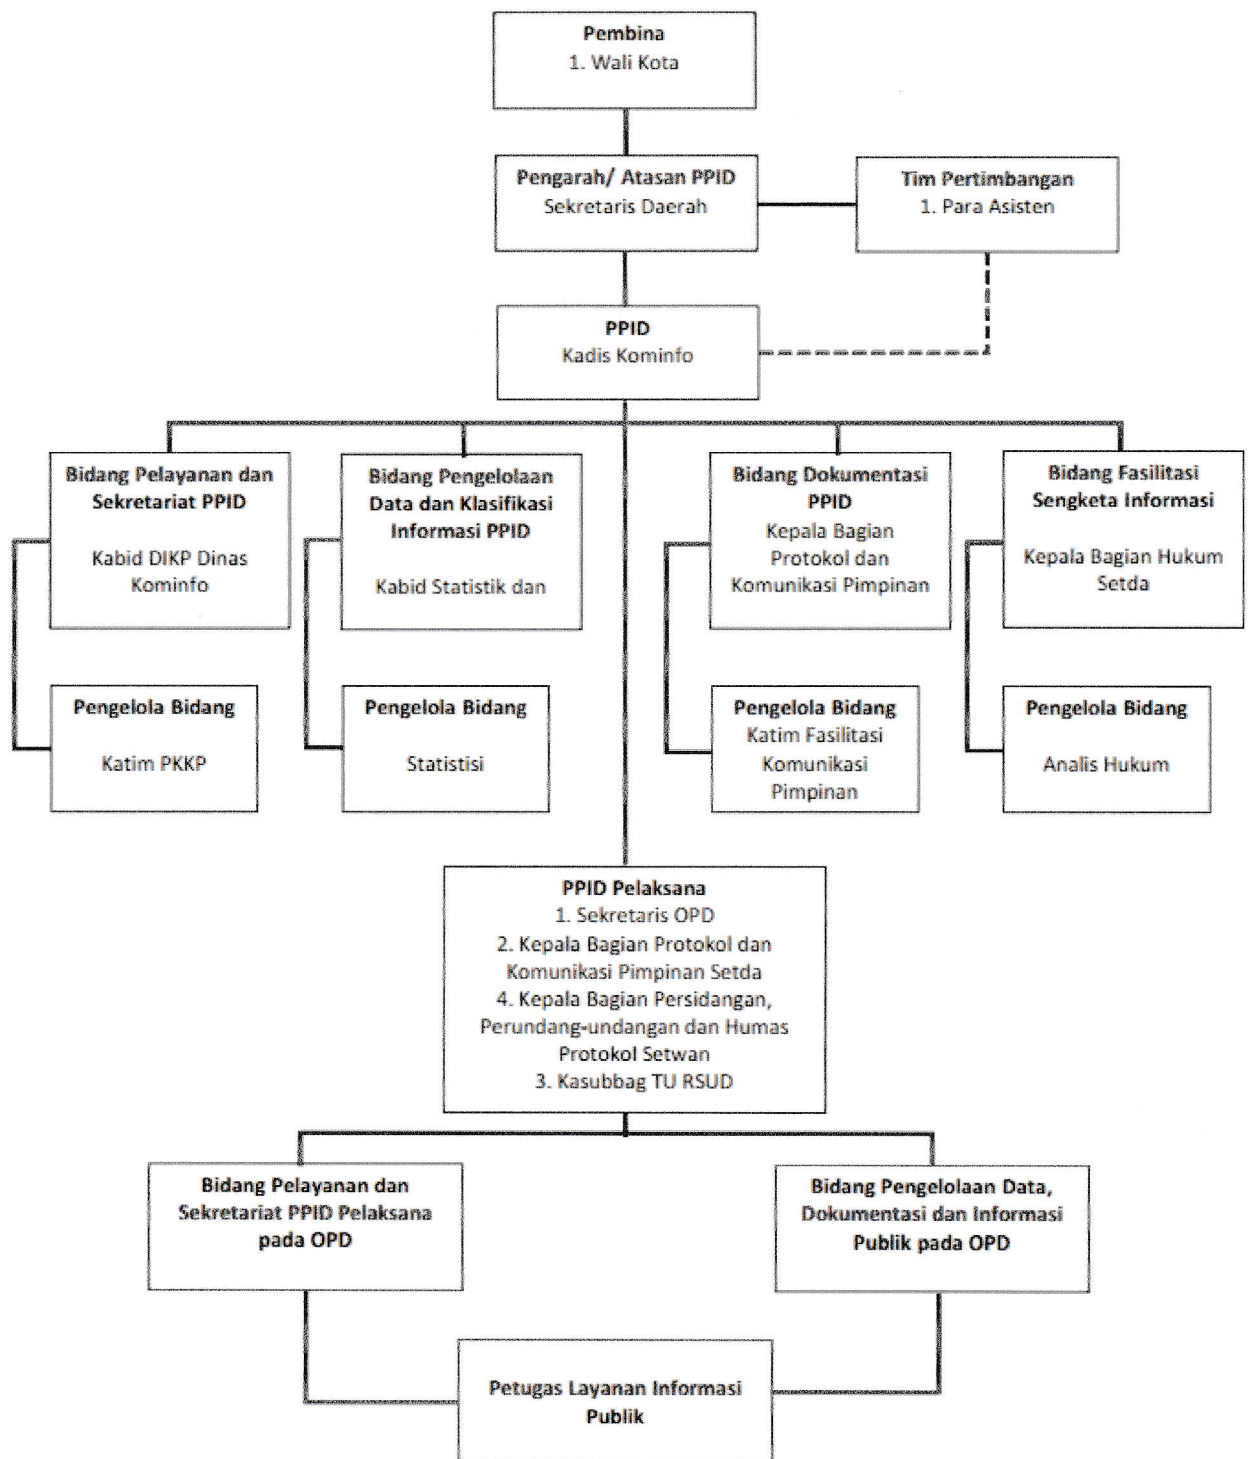 Pembina
1. Wali Kota
Pengarah/ Atasan PPID
Sekretaris Daerah
Tim Pertimbangan
1. Para Asisten
PPID
Kadis Kominfo
Bidang Pelayanan dan
Sekretariat PPID
Kabid DIKP Dinas
Kominfo
Bidang Pengelolaan
Data dan Klasifikasi
Informasi PPID
Kabid Statistik dan
Bidang Dokumentasi
PPID
Kepala Bagian
Protokol dan
Komunikasi Pimpinan
Bidang Fasilitasi
Sengketa Informasi
Kepala Bagian Hukum
Setda
Pengelola Bidang
Katim PKKP
Pengelola Bidang
Statistisi
Pengelola Bidang
Katim Fasilitasi
Komunikasi
Pimpinan
Pengelola Bidang
Analis Hukum
PPID Pelaksana
1. Sekretaris OPD
2. Kepala Bagian Protokol dan
Komunikasi Pimpinan Setda
4. Kepala Bagian Persidangan,
Perundang-undangan dan Humas
Protokol Setwan
3. Kasubbag TU RSUD
Bidang Pelayanan dan
Sekretariat PPID Pelaksana
pada OPD
Bidang Pengelolaan Data,
Dokumentasi dan Informasi
Publik pada OPD
Petugas Layanan Informasi
Publik